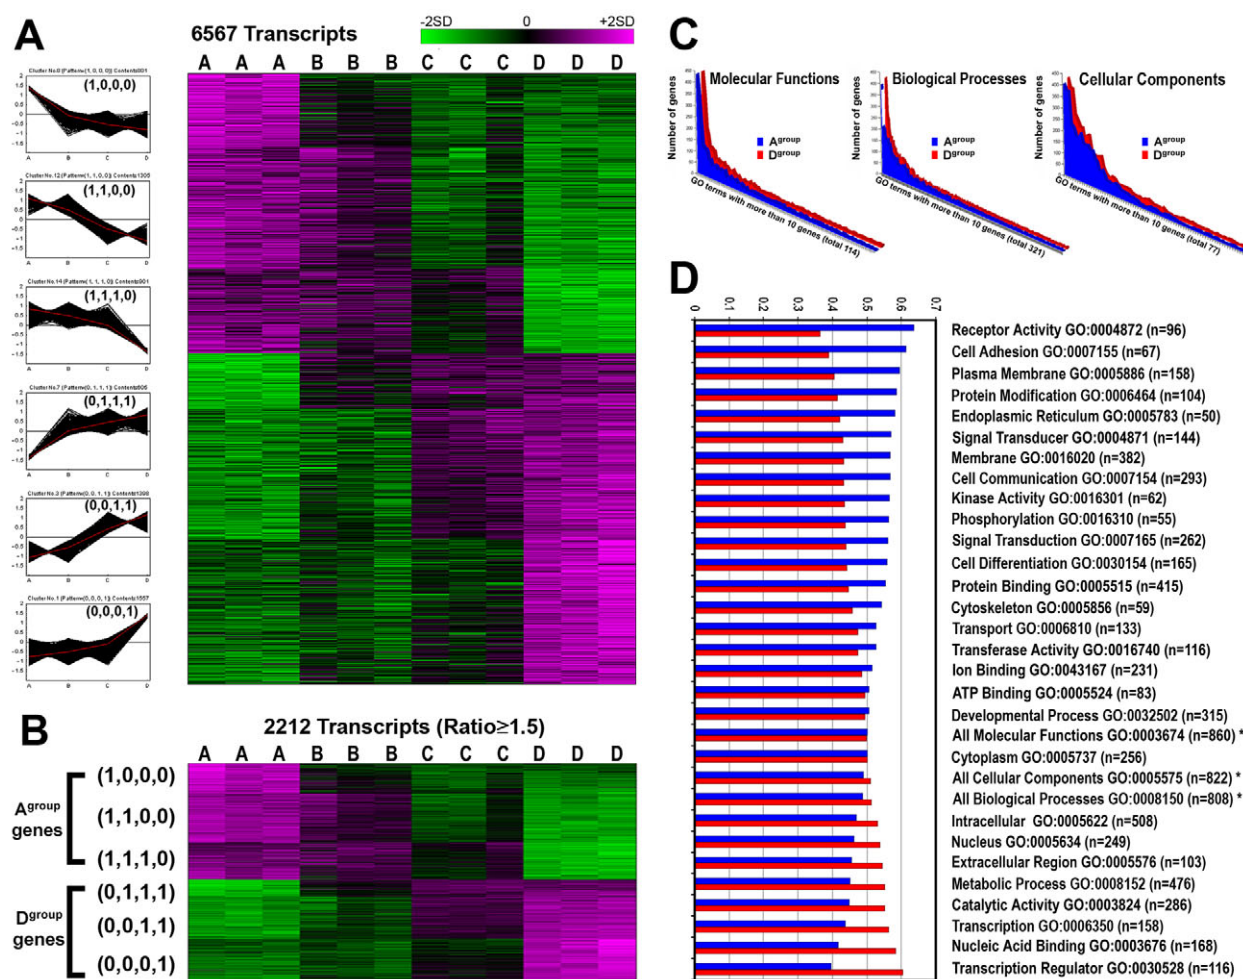 A
6567 Transcripts
-2SD 0 +2SD
A A A B B B C C C D D D
(1,0,0,0)
A B C D
(1,1,0,0)
A B C D
(1,1,1,0)
A B C D
(0,1,1,1)
A B C D
(0,0,1,1)
A B C D
(0,0,0,1)
A B C D
B
2212 Transcripts (Ratio≥1.5)
A A A B B B C C C D D D
Agroup genes
(1,0,0,0)
(1,1,0,0)
(1,1,1,0)
Dgroup genes
(0,1,1,1)
(0,0,1,1)
(0,0,0,1)
C
Molecular Functions
Number of genes
Agroup
Dgroup
GO terms with more than 10 genes (total 114)
Biological Processes
Number of genes
Agroup
Dgroup
GO terms with more than 10 genes (total 321)
Cellular Components
Number of genes
Agroup
Dgroup
GO terms with more than 10 genes (total 77)
D
0 0.1 0.2 0.3 0.4 0.5 0.6 0.7
Receptor Activity GO:0004872 (n=96)
Cell Adhesion GO:0007155 (n=67)
Plasma Membrane GO:0005886 (n=158)
Protein Modification GO:0006464 (n=104)
Endoplasmic Reticulum GO:0005783 (n=50)
Signal Transducer GO:0004871 (n=144)
Membrane GO:0016020 (n=382)
Cell Communication GO:0007154 (n=293)
Kinase Activity GO:0016301 (n=62)
Phosphorylation GO:0016310 (n=55)
Signal Transduction GO:0007165 (n=262)
Cell Differentiation GO:0030154 (n=165)
Protein Binding GO:0005515 (n=415)
Cytoskeleton GO:0005856 (n=59)
Transport GO:0006810 (n=133)
Transferase Activity GO:0016740 (n=116)
Ion Binding GO:0043167 (n=231)
ATP Binding GO:0005524 (n=83)
Developmental Process GO:0032502 (n=315)
All Molecular Functions GO:0003674 (n=860) *
Cytoplasm GO:0005737 (n=256)
All Cellular Components GO:0005575 (n=822) *
All Biological Processes GO:0008150 (n=808) *
Intracellular GO:0005622 (n=508)
Nucleus GO:0005634 (n=249)
Extracellular Region GO:0005576 (n=103)
Metabolic Process GO:0008152 (n=476)
Catalytic Activity GO:0003824 (n=286)
Transcription GO:0006350 (n=158)
Nucleic Acid Binding GO:0003676 (n=168)
Transcription Regulator GO:0030528 (n=116)